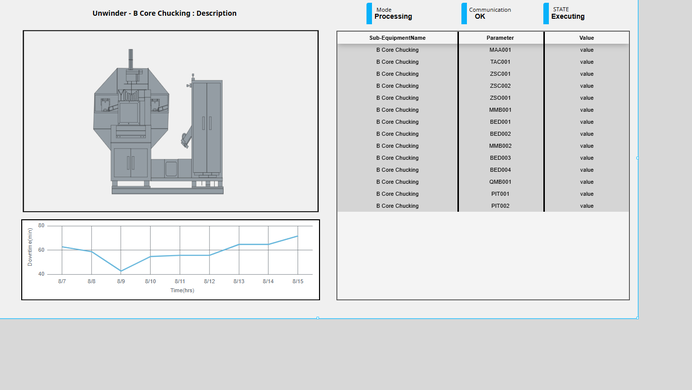 Unwinder - B Core Chucking : Description
Mode
Processing
Communication
OK
STATE
Executing
Sub-EquipmentName Parameter Value
B Core Chucking MAA001 value
B Core Chucking TAC001 value
B Core Chucking ZSC001 value
B Core Chucking ZSC002 value
B Core Chucking ZSO001 value
B Core Chucking MMB001 value
B Core Chucking BED001 value
B Core Chucking BED002 value
B Core Chucking MMB002 value
B Core Chucking BED003 value
B Core Chucking BED004 value
B Core Chucking QMB001 value
B Core Chucking PIT001 value
B Core Chucking PIT002 value
Downtime(min)
80
60
40
8/7 8/8 8/9 8/10 8/11 8/12 8/13 8/14 8/15
Time(hrs)